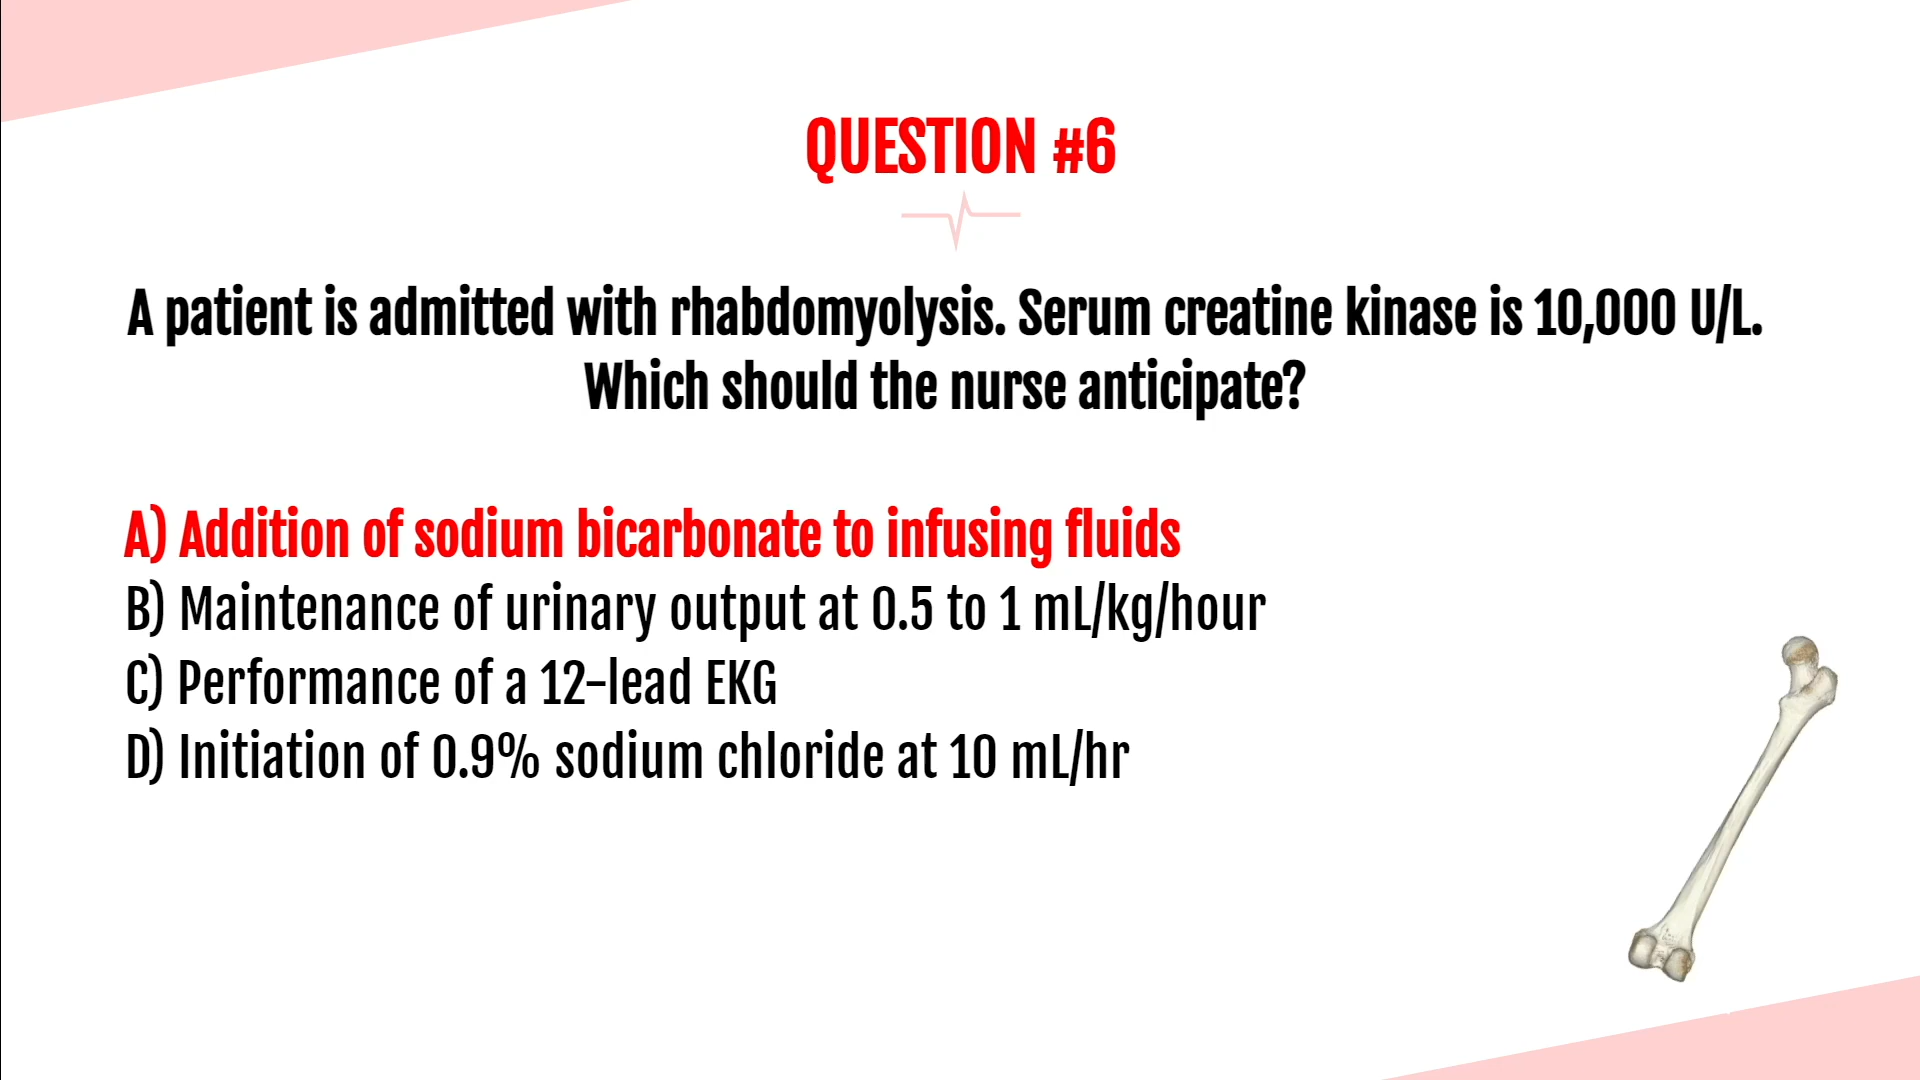 QUESTION #6
A patient is admitted with rhabdomyolysis. Serum creatine kinase is 10,000 U/L.
Which should the nurse anticipate?
A) Addition of sodium bicarbonate to infusing fluids
B) Maintenance of urinary output at 0.5 to 1 mL/kg/hour
C) Performance of a 12-lead EKG
D) Initiation of 0.9% sodium chloride at 10 mL/hr